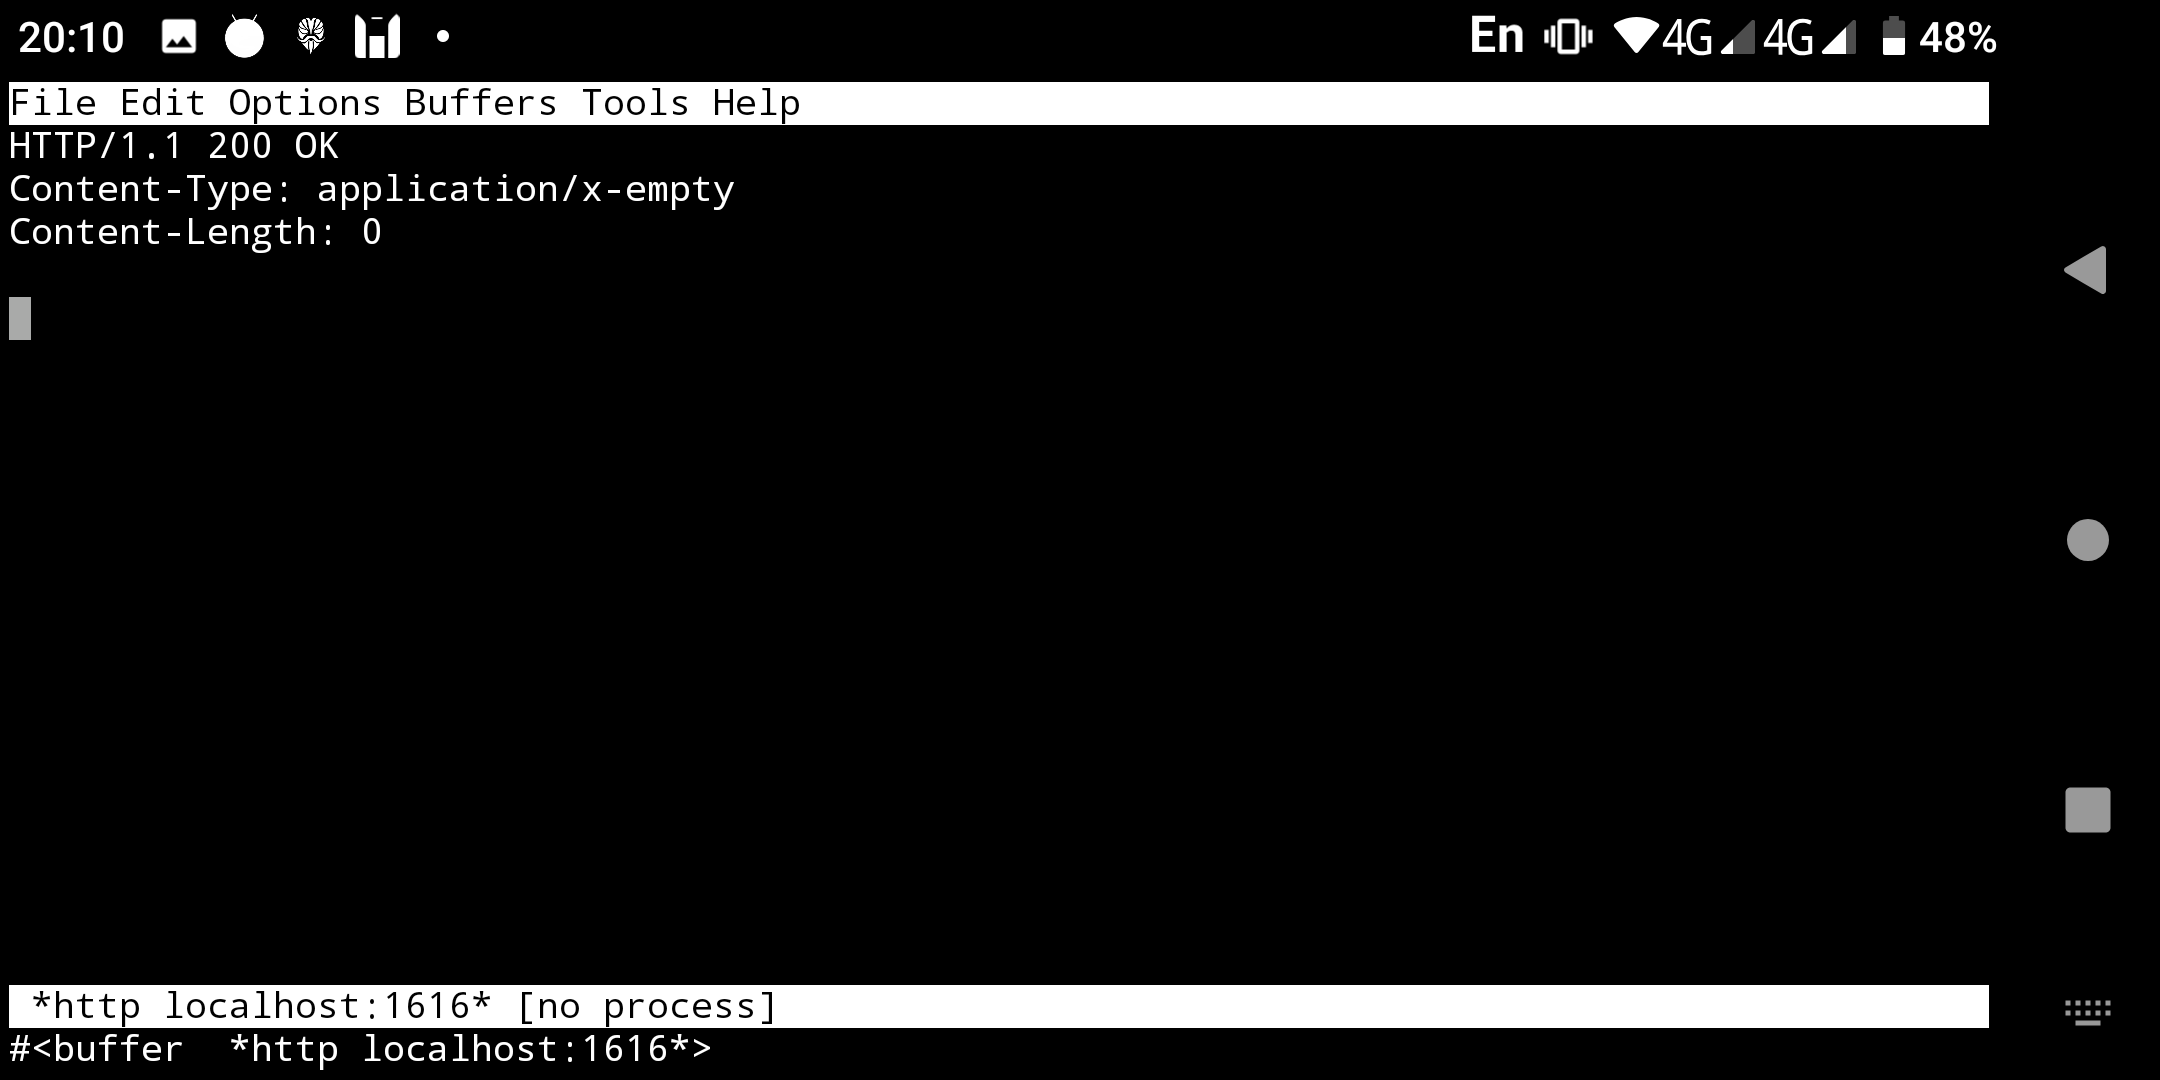 20:10 En 4G 4G 48%
File Edit Options Buffers Tools Help
HTTP/1.1 200 OK
Content-Type: application/x-empty
Content-Length: 0
*http localhost:1616* [no process]
#<buffer  *http localhost:1616*>